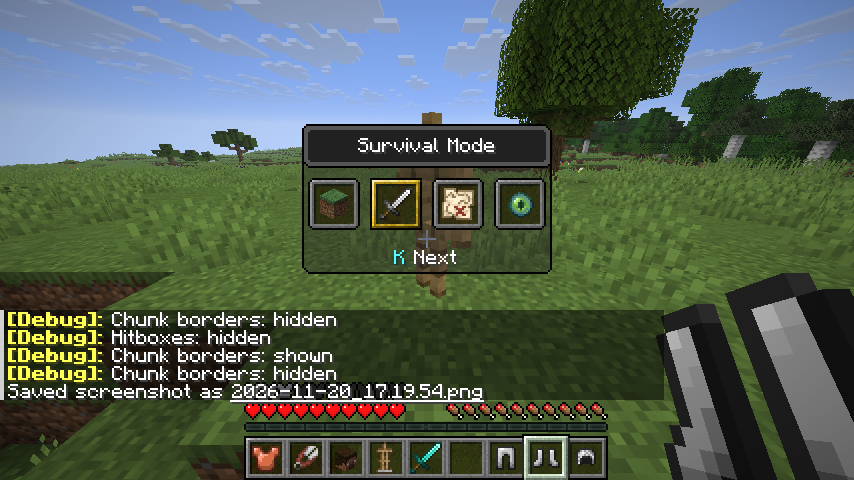 Survival Mode
K Next
[Debug]: Chunk borders: hidden
[Debug]: Hitboxes: hidden
[Debug]: Chunk borders: shown
[Debug]: Chunk borders: hidden
Saved screenshot as 2026-11-20_17.19.54.png